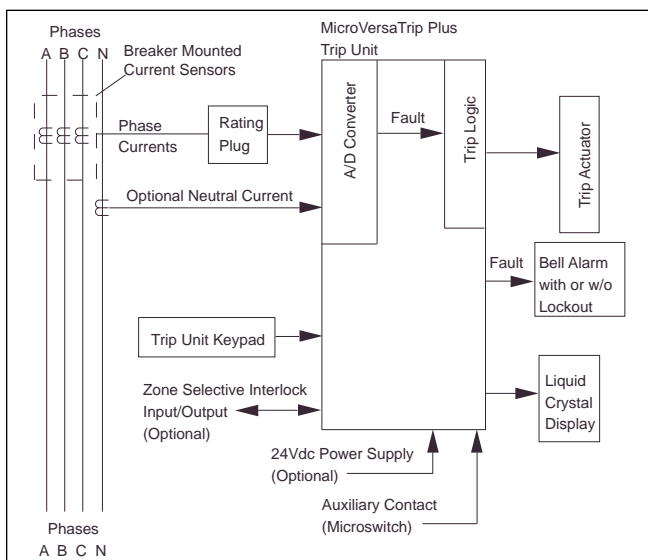 Phases
A B C N
Breaker Mounted
Current Sensors
MicroVersaTrip Plus
Trip Unit
Phase
Currents
Rating
Plug
A/D Converter
Fault
Trip Logic
Trip Actuator
Optional Neutral Current
Fault
Bell Alarm
with or w/o
Lockout
Trip Unit Keypad
Zone Selective Interlock
Input/Output
(Optional)
Liquid
Crystal
Display
24Vdc Power Supply
(Optional)
Auxiliary Contact
(Microswitch)
Phases
A B C N